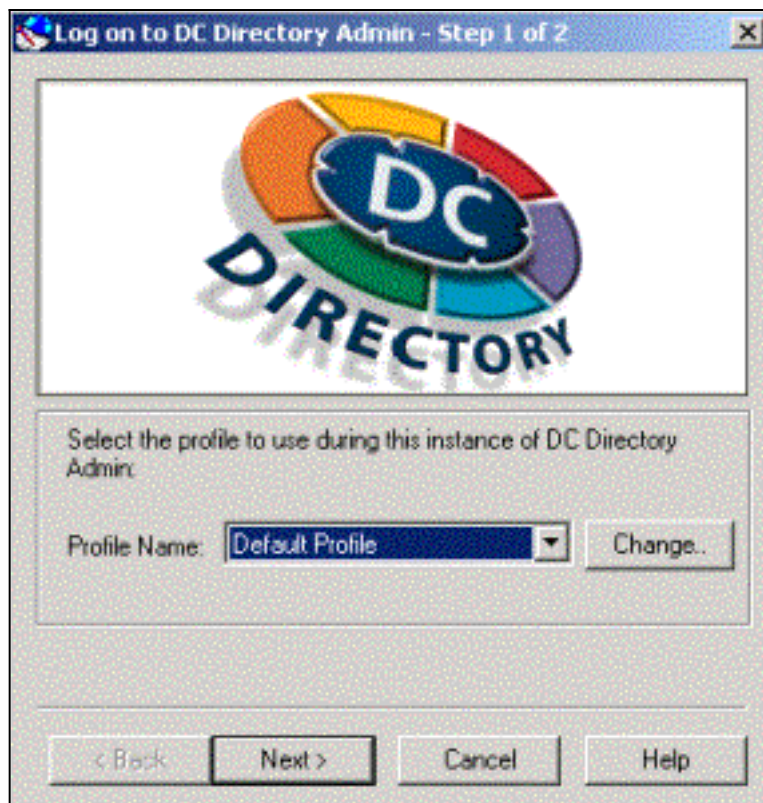 Log on to DC Directory Admin - Step 1 of 2
DC
DIRECTORY
Select the profile to use during this instance of DC Directory
Admin:
Profile Name:
Default Profile
Change..
< Back
Next >
Cancel
Help